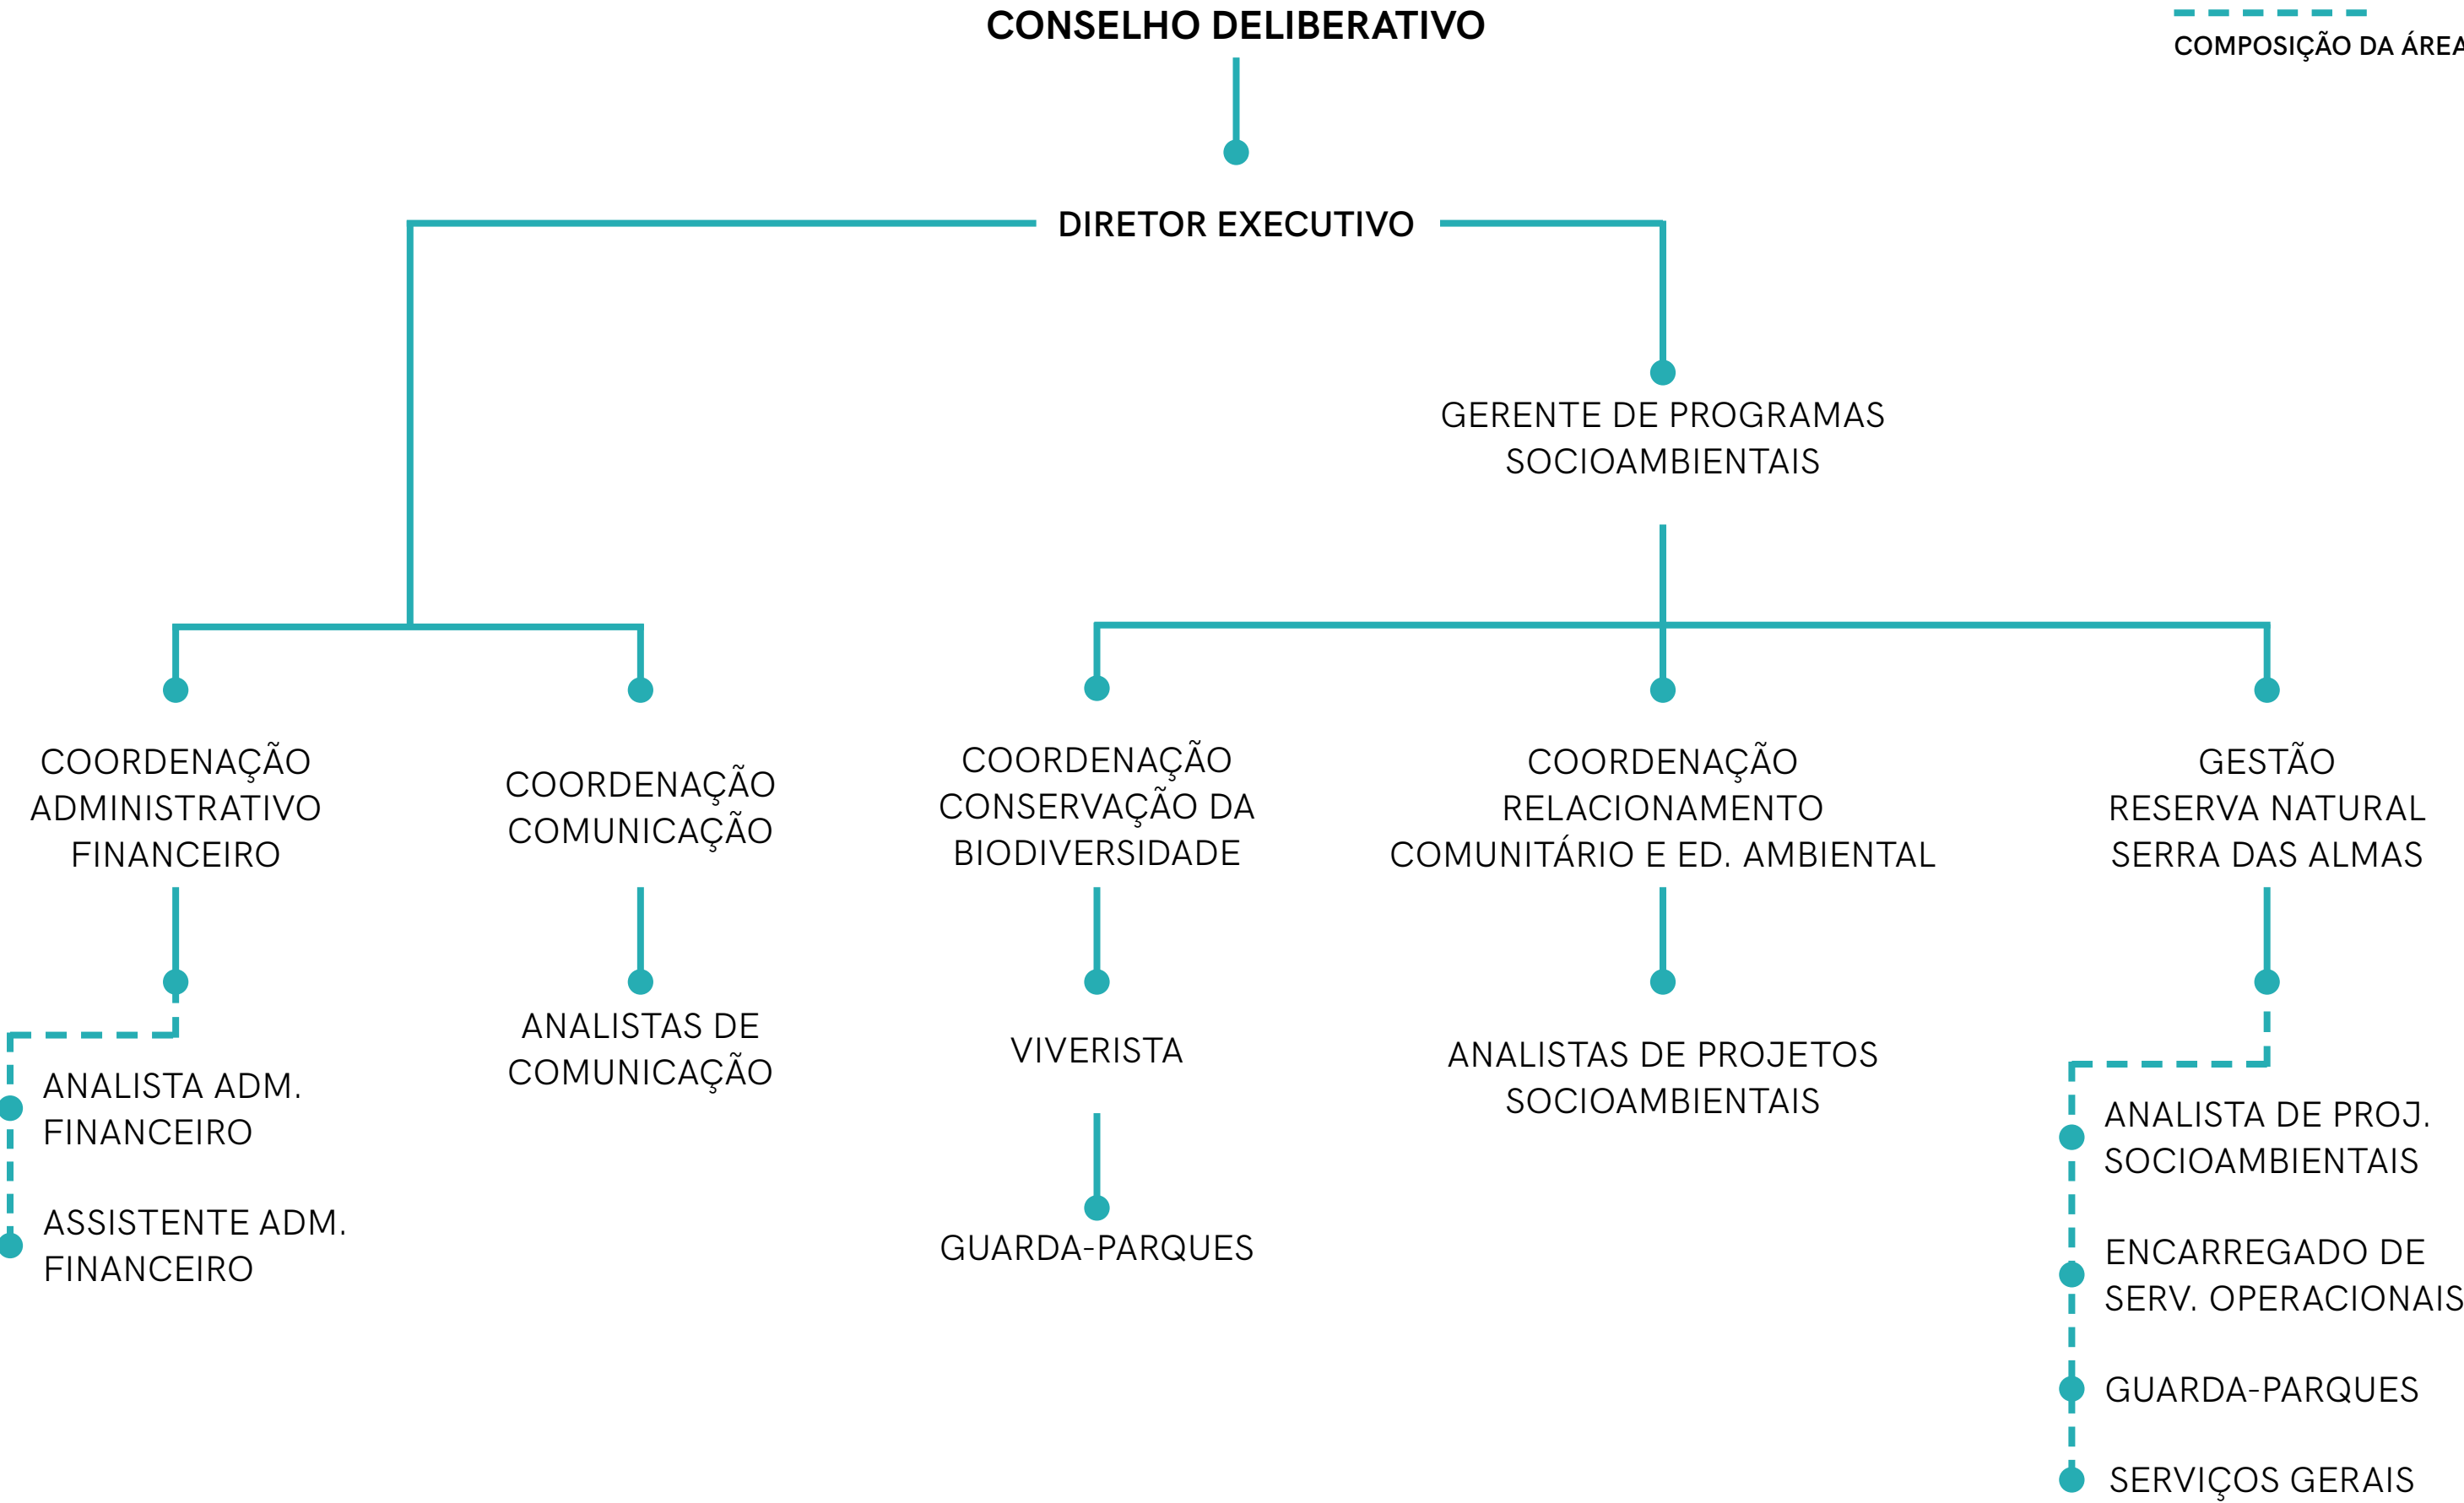 CONSELHO DELIBERATIVO
COMPOSIÇÃO DA ÁREA
DIRETOR EXECUTIVO
GERENTE DE PROGRAMAS
SOCIOAMBIENTAIS
COORDENAÇÃO
ADMINISTRATIVO
FINANCEIRO
COORDENAÇÃO
COMUNICAÇÃO
COORDENAÇÃO
CONSERVAÇÃO DA
BIODIVERSIDADE
COORDENAÇÃO
RELACIONAMENTO
COMUNITÁRIO E ED. AMBIENTAL
GESTÃO
RESERVA NATURAL
SERRA DAS ALMAS
ANALISTA ADM.
FINANCEIRO
ASSISTENTE ADM.
FINANCEIRO
ANALISTAS DE
COMUNICAÇÃO
VIVERISTA
GUARDA-PARQUES
ANALISTAS DE PROJETOS
SOCIOAMBIENTAIS
ANALISTA DE PROJ.
SOCIOAMBIENTAIS
ENCARREGADO DE
SERV. OPERACIONAIS
GUARDA-PARQUES
SERVIÇOS GERAIS